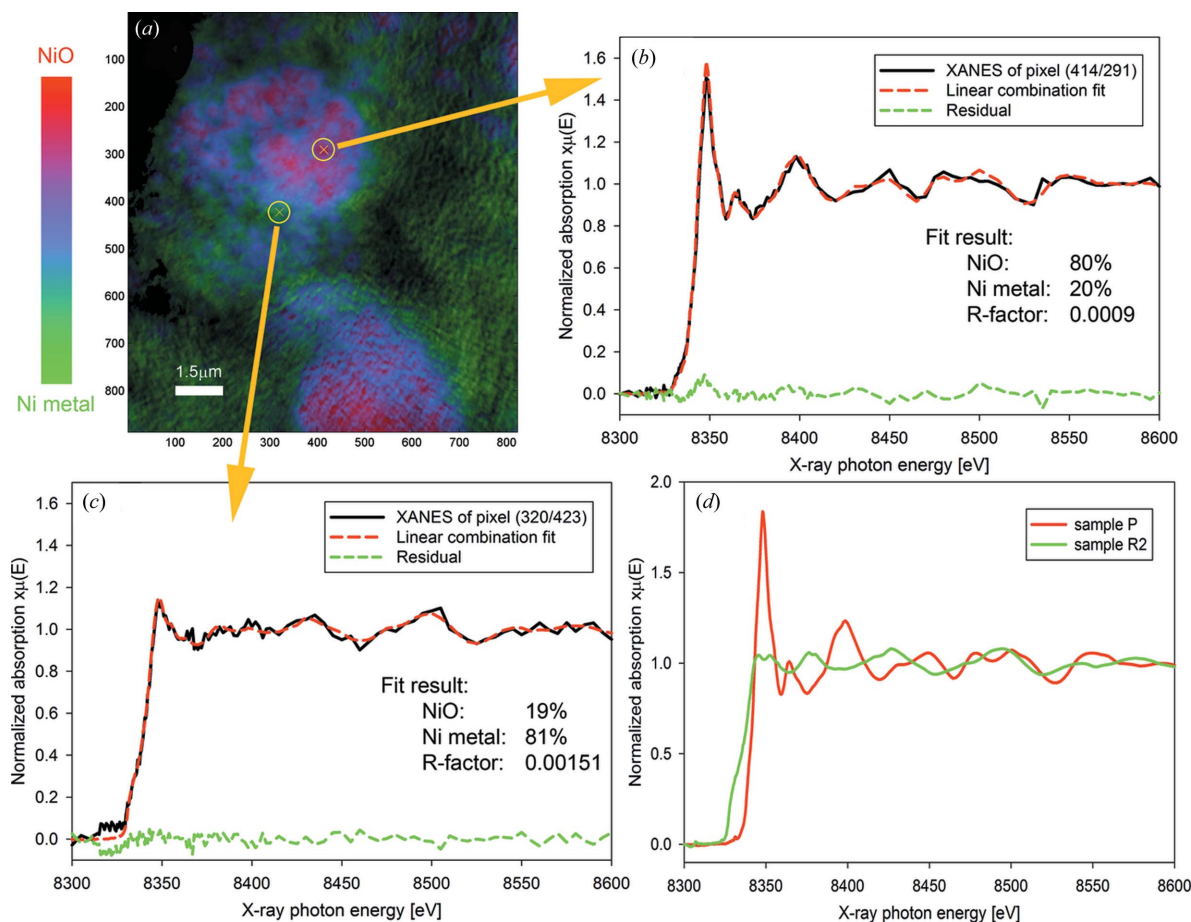 (a)
NiO
Ni metal
100
200
300
400
500
600
700
800
1.5μm
100 200 300 400 500 600 700 800
(b)
Normalized absorption xμ(E)
1.6
1.4
1.2
1.0
0.8
0.6
0.4
0.2
0.0
XANES of pixel (414/291)
Linear combination fit
Residual
Fit result:
NiO: 80%
Ni metal: 20%
R-factor: 0.0009
8300 8350 8400 8450 8500 8550 8600
X-ray photon energy [eV]
(c)
Normalized absorption xμ(E)
1.6
1.4
1.2
1.0
0.8
0.6
0.4
0.2
0.0
XANES of pixel (320/423)
Linear combination fit
Residual
Fit result:
NiO: 19%
Ni metal: 81%
R-factor: 0.00151
8300 8350 8400 8450 8500 8550 8600
X-ray photon energy [eV]
(d)
Normalized absorption xμ(E)
2.0
1.5
1.0
0.5
0.0
sample P
sample R2
8300 8350 8400 8450 8500 8550 8600
X-ray photon energy [eV]